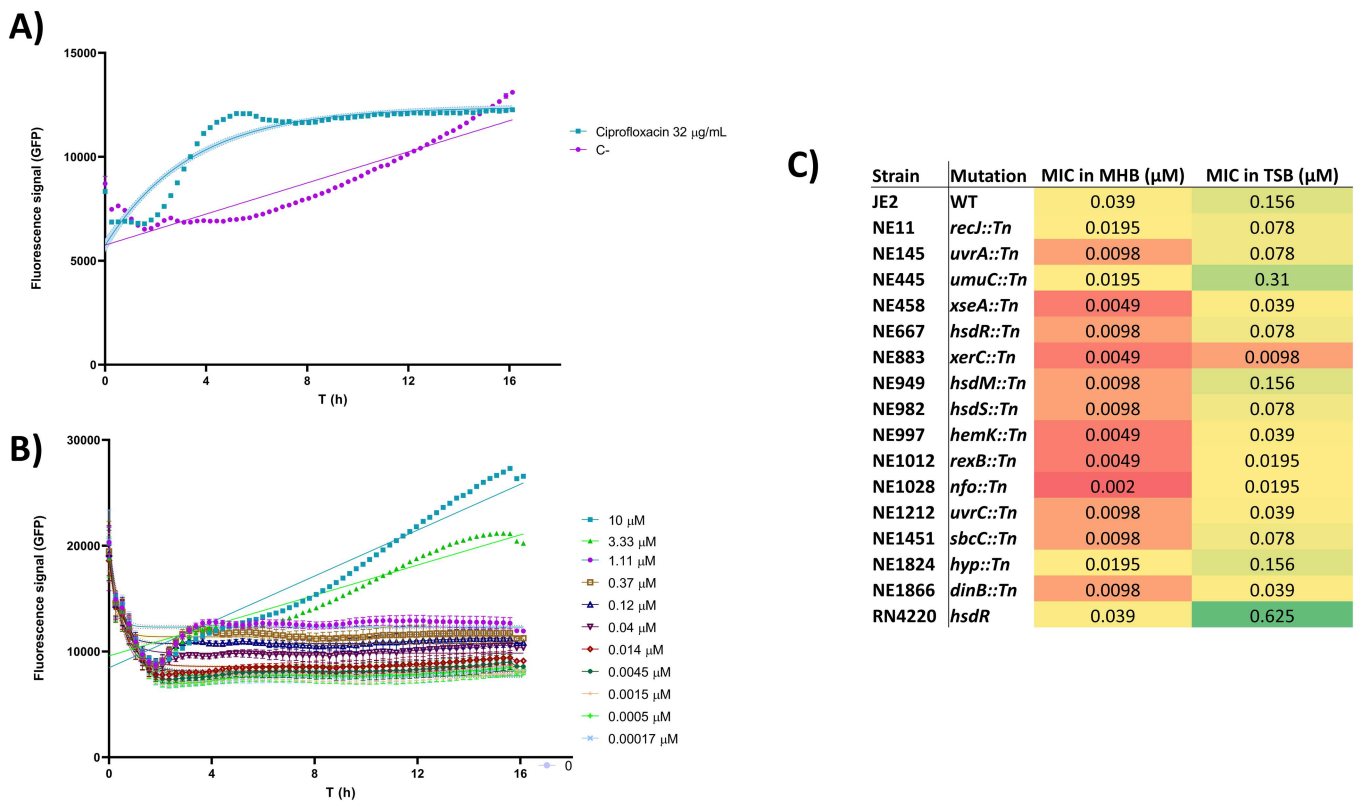 A)
15000
10000
5000
0
0
4
8
12
16
Fluorescence signal (GFP)
T (h)
Ciprofloxacin 32 μg/mL
C-
B)
30000
20000
10000
0
0
4
8
12
16
Fluorescence signal (GFP)
T (h)
10 μM
3.33 μM
1.11 μM
0.37 μM
0.12 μM
0.04 μM
0.014 μM
0.0045 μM
0.0015 μM
0.0005 μM
0.00017 μM
0
C)
Strain Mutation MIC in MHB (μM) MIC in TSB (μM)
JE2 WT 0.039 0.156
NE11 recJ::Tn 0.0195 0.078
NE145 uvrA::Tn 0.0098 0.078
NE445 umuC::Tn 0.0195 0.31
NE458 xseA::Tn 0.0049 0.039
NE667 hsdR::Tn 0.0098 0.078
NE883 xerC::Tn 0.0049 0.0098
NE949 hsdM::Tn 0.0098 0.156
NE982 hsdS::Tn 0.0098 0.078
NE997 hemK::Tn 0.0049 0.039
NE1012 rexB::Tn 0.0049 0.0195
NE1028 nfo::Tn 0.002 0.0195
NE1212 uvrC::Tn 0.0098 0.039
NE1451 sbcC::Tn 0.0098 0.078
NE1824 hyp::Tn 0.0195 0.156
NE1866 dinB::Tn 0.0098 0.039
RN4220 hsdR 0.039 0.625